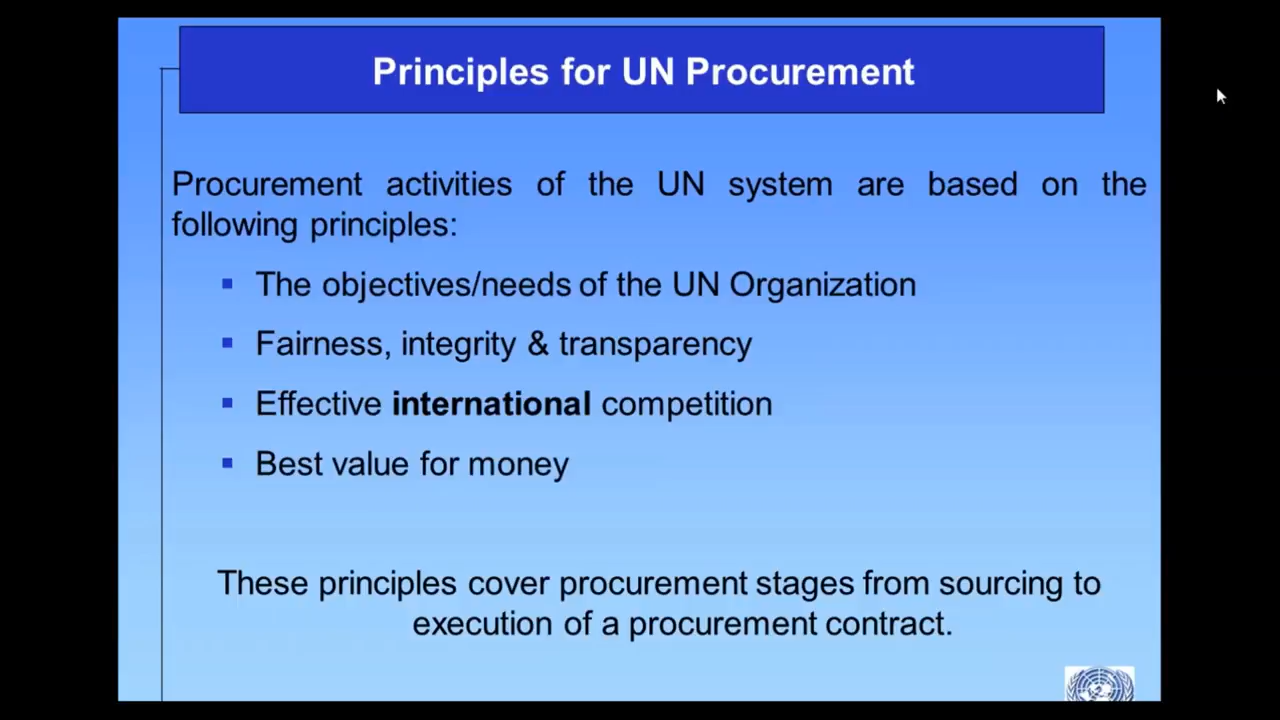 Principles for UN Procurement
Procurement activities of the UN system are based on the
following principles:
The objectives/needs of the UN Organization
Fairness, integrity & transparency
Effective international competition
Best value for money
These principles cover procurement stages from sourcing to
execution of a procurement contract.